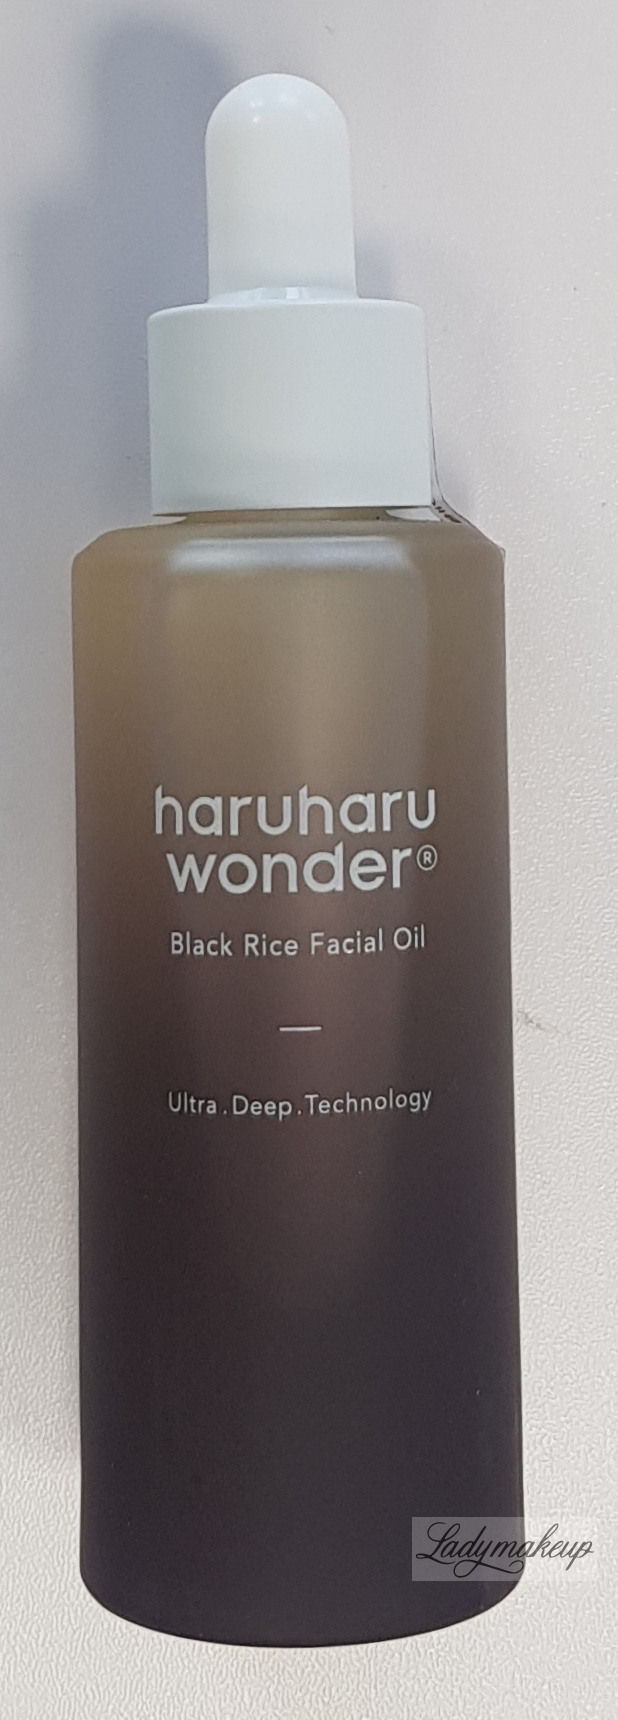 haruharu
wonder®
Black Rice Facial Oil
Ultra.Deep.Technology
Ladymakeup